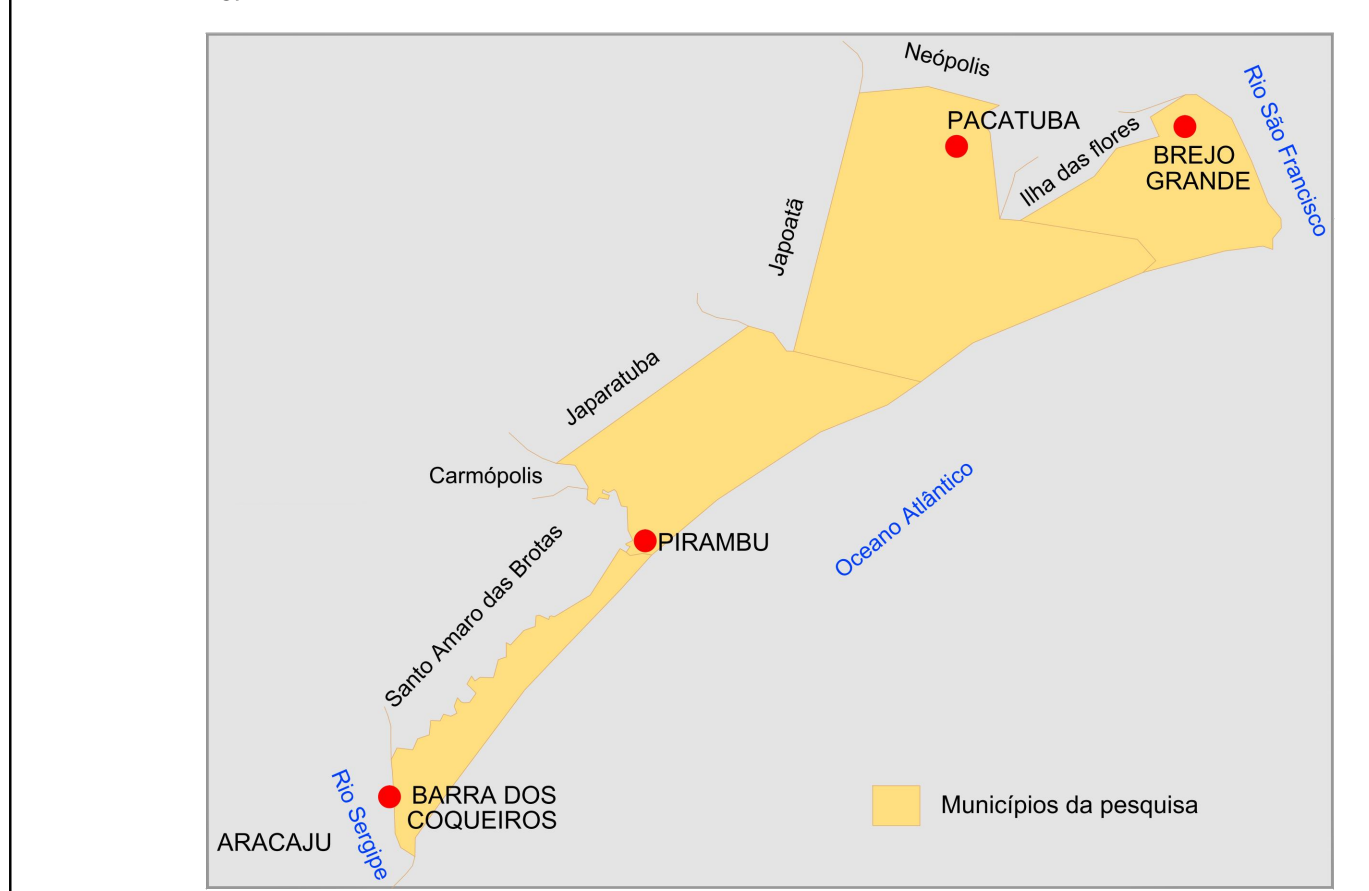 Neópolis
Rio São Francisco
PACATUBA
Ilha das flores
BREJO
GRANDE
Japoatã
Japaratuba
Carmópolis
Oceano Atlântico
PIRAMBU
Santo Amaro das Brotas
Rio Sergipe
BARRA DOS
COQUEIROS
Municípios da pesquisa
ARACAJU